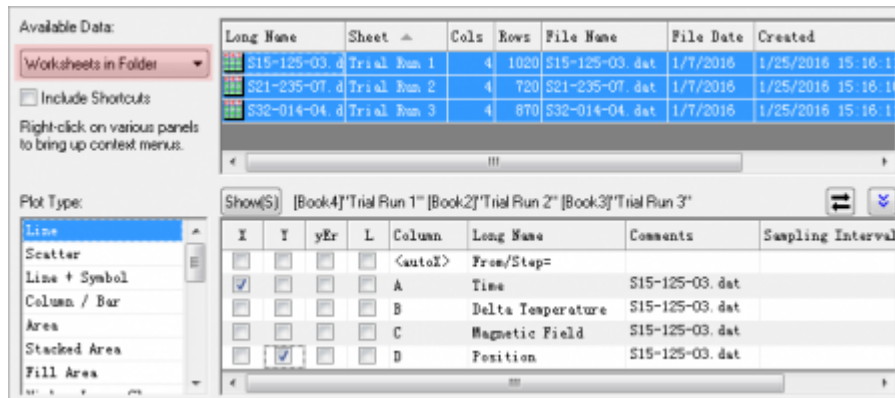 Available Data:
Worksheets in Folder
Include Shortcuts
Right-click on various panels
to bring up context menus.
Long Name Sheet Cols Rows File Name File Date Created
S15-125-03. d Trial Run 1 4 1020 S15-125-03. dat 1/7/2016 1/25/2016 15:16:1
S21-235-07. d Trial Run 2 4 720 S21-235-07. dat 1/7/2016 1/25/2016 15:16:1
S32-014-04. d Trial Run 3 4 870 S32-014-04. dat 1/7/2016 1/25/2016 15:16:1
Plot Type:
Line
Scatter
Line + Symbol
Column / Bar
Area
Stacked Area
Fill Area
Show(S) [Book4]"Trial Run 1" [Book2]"Trial Run 2" [Book3]"Trial Run 3"
X Y yEr L Column Long Name Comments Sampling Interval
<autoX> From/Step=
A Time S15-125-03. dat
B Delta Temperature S15-125-03. dat
C Magnetic Field S15-125-03. dat
D Position S15-125-03. dat